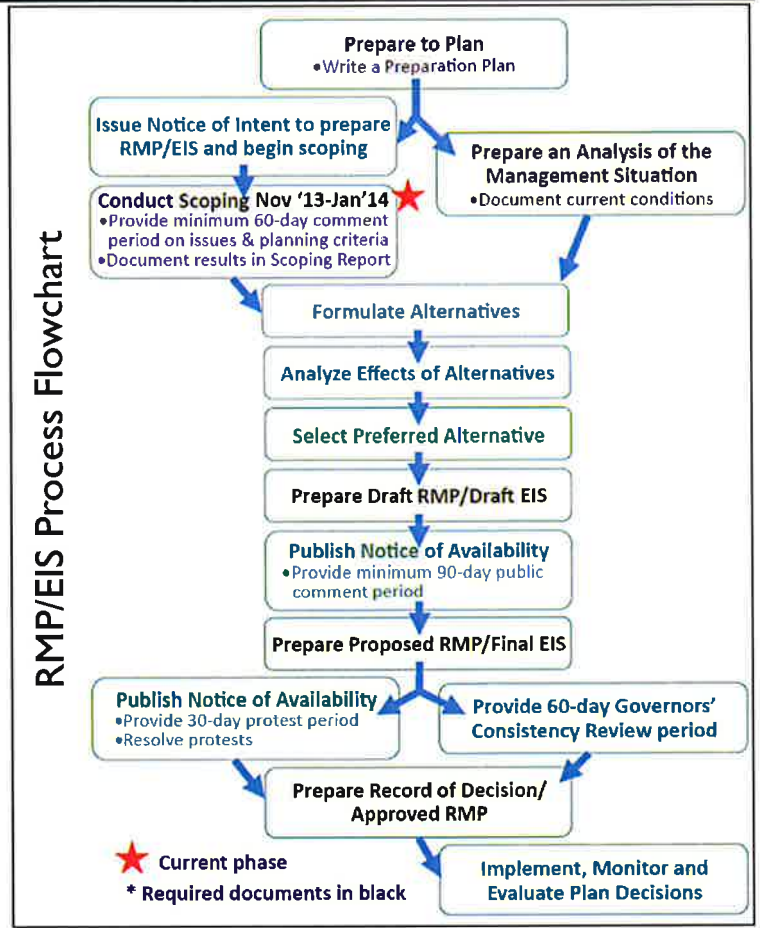 RMP/EIS Process Flowchart
Prepare to Plan
•Write a Preparation Plan
Issue Notice of Intent to prepare
RMP/EIS and begin scoping
Prepare an Analysis of the
Management Situation
•Document current conditions
Conduct Scoping Nov '13-Jan'14
•Provide minimum 60-day comment
period on issues & planning criteria
•Document results in Scoping Report
Formulate Alternatives
Analyze Effects of Alternatives
Select Preferred Alternative
Prepare Draft RMP/Draft EIS
Publish Notice of Availability
•Provide minimum 90-day public
comment period
Prepare Proposed RMP/Final EIS
Publish Notice of Availability
•Provide 30-day protest period
•Resolve protests
Provide 60-day Governors'
Consistency Review period
Prepare Record of Decision/
Approved RMP
Implement, Monitor and
Evaluate Plan Decisions
Current phase
* Required documents in black